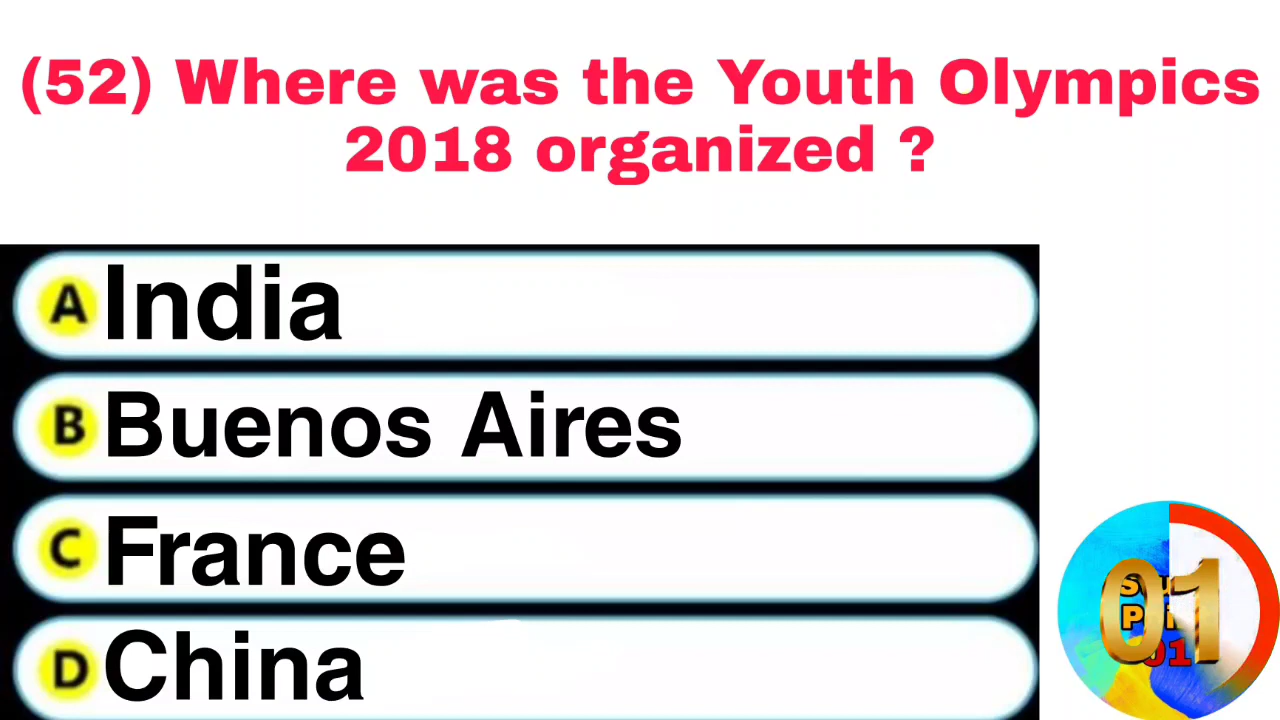 (52) Where was the Youth Olympics
2018 organized ?
A India
B Buenos Aires
C France
D China
01